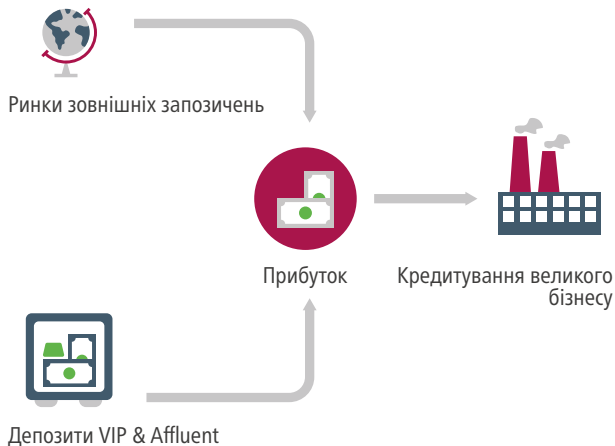 Ринки зовнішніх запозичень
Прибуток
Кредитування великого
бізнесу
Депозити VIP & Affluent